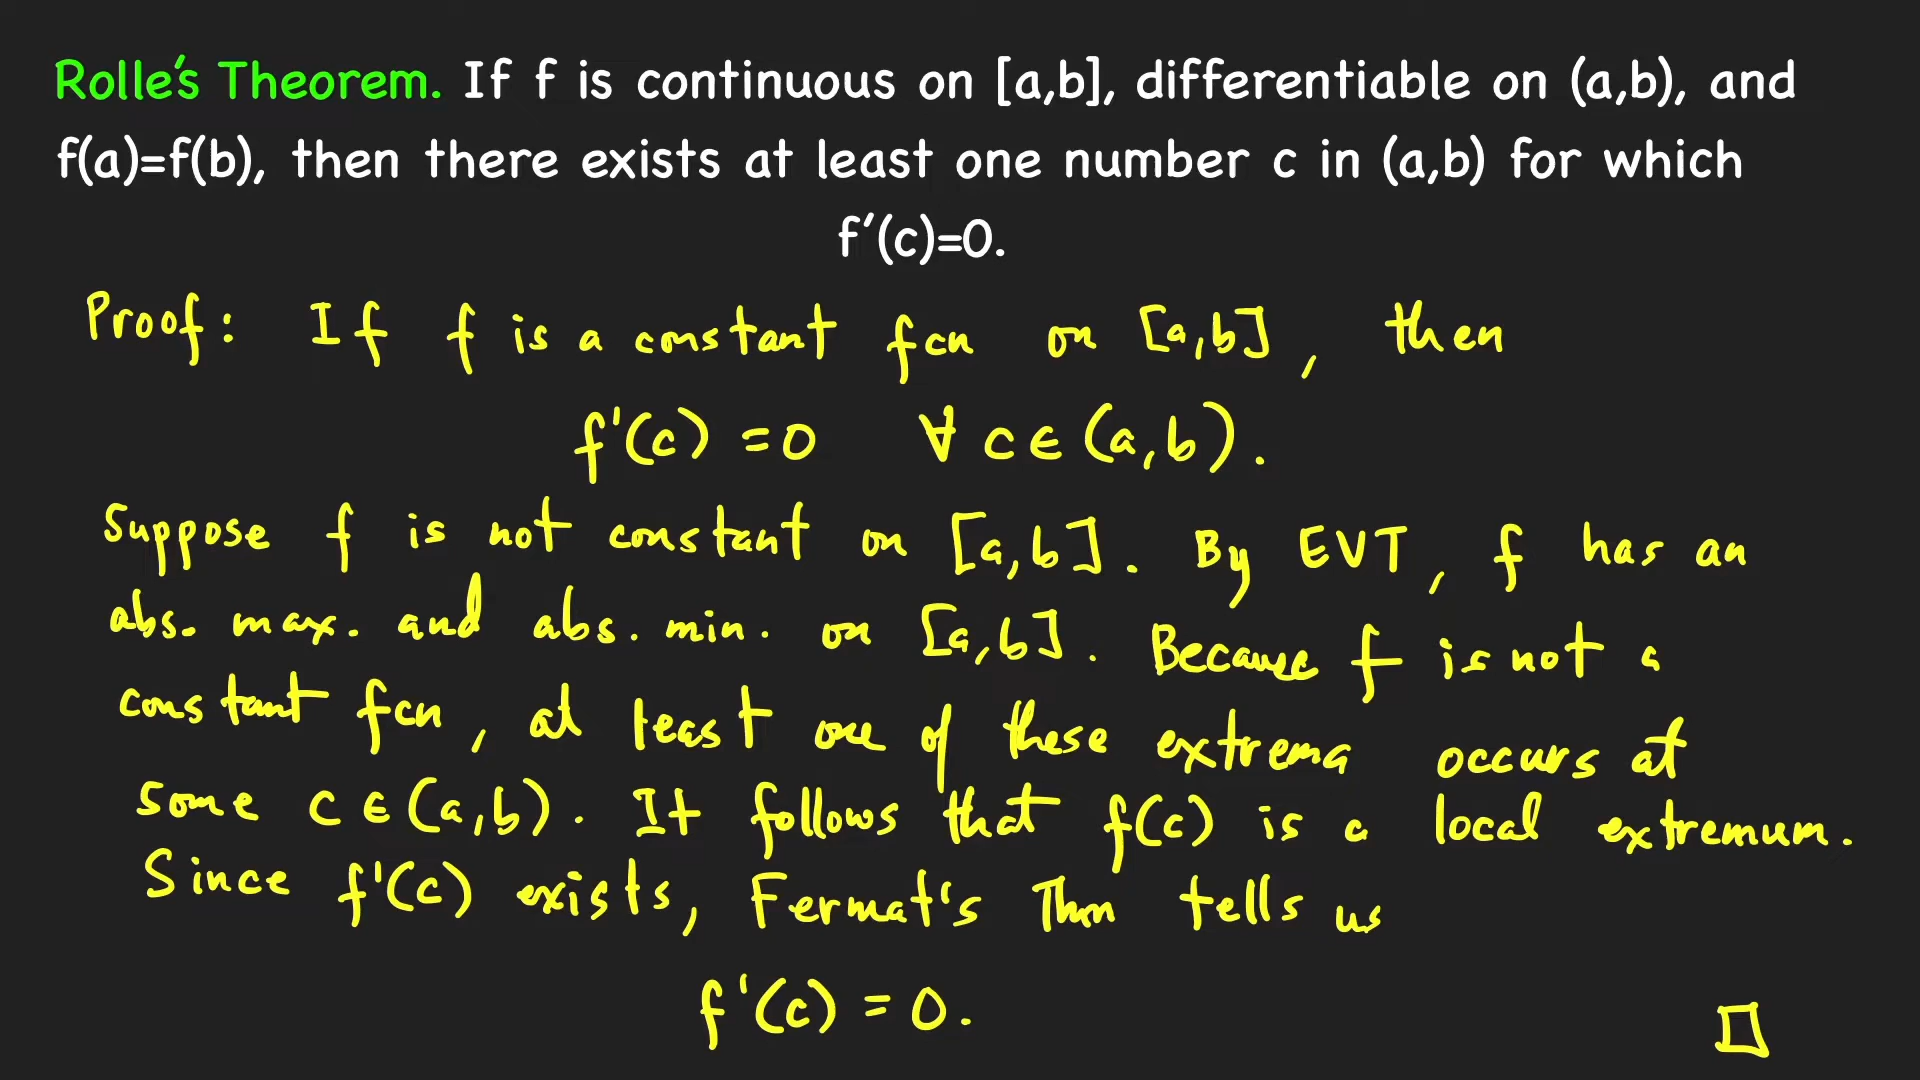 Rolle's Theorem. If f is continuous on [a,b], differentiable on (a,b), and
f(a)=f(b), then there exists at least one number c in (a,b) for which
f'(c)=0.
Proof: If f is a constant fcn on [a,b], then
f'(c) = 0 ∀ c∈(a,b).
Suppose f is not constant on [a,b]. By EVT, f has an
abs. max. and abs. min. on [a,b]. Because f is not a
constant fcn, at least one of these extrema occurs at
some c∈(a,b). It follows that f(c) is a local extremum.
Since f'(c) exists, Fermat's Thm tells us
f'(c) = 0.
□